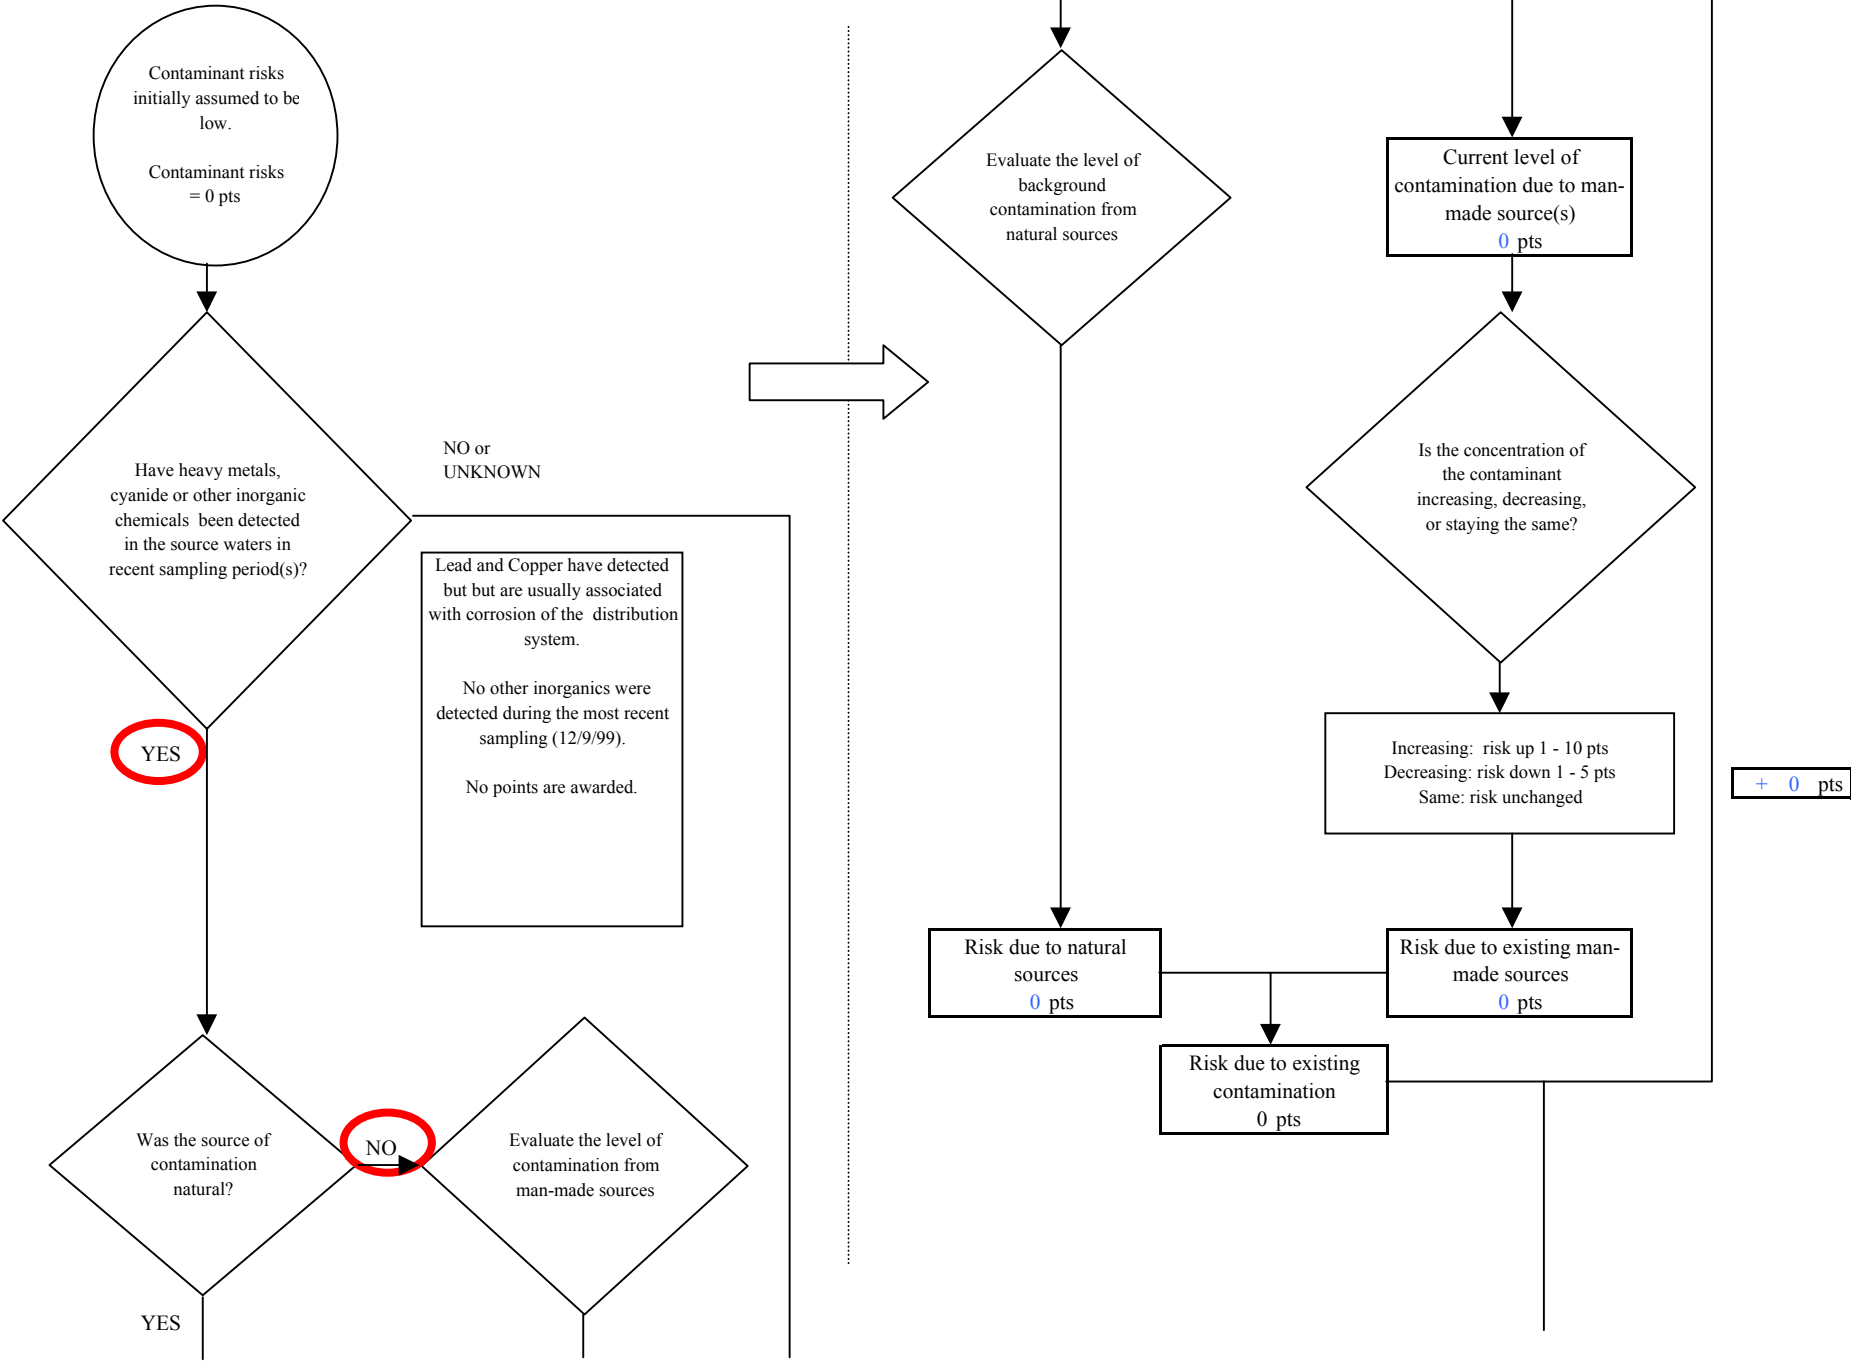 Contaminant risks
initially assumed to be
low.
Contaminant risks
= 0 pts
Have heavy metals,
cyanide or other inorganic
chemicals  been detected
in the source waters in
recent sampling period(s)?
NO or
UNKNOWN
Lead and Copper have detected
but but are usually associated
with corrosion of the  distribution
system.
No other inorganics were
detected during the most recent
sampling (12/9/99).
No points are awarded.
YES
Was the source of
contamination
natural?
NO
Evaluate the level of
contamination from
man-made sources
YES
Evaluate the level of
background
contamination from
natural sources
Current level of
contamination due to man-
made source(s)
0 pts
Is the concentration of
the contaminant
increasing, decreasing,
or staying the same?
Increasing:  risk up 1 - 10 pts
Decreasing: risk down 1 - 5 pts
Same: risk unchanged
+ 0 pts
Risk due to natural
sources
0 pts
Risk due to existing man-
made sources
0 pts
Risk due to existing
contamination
0 pts